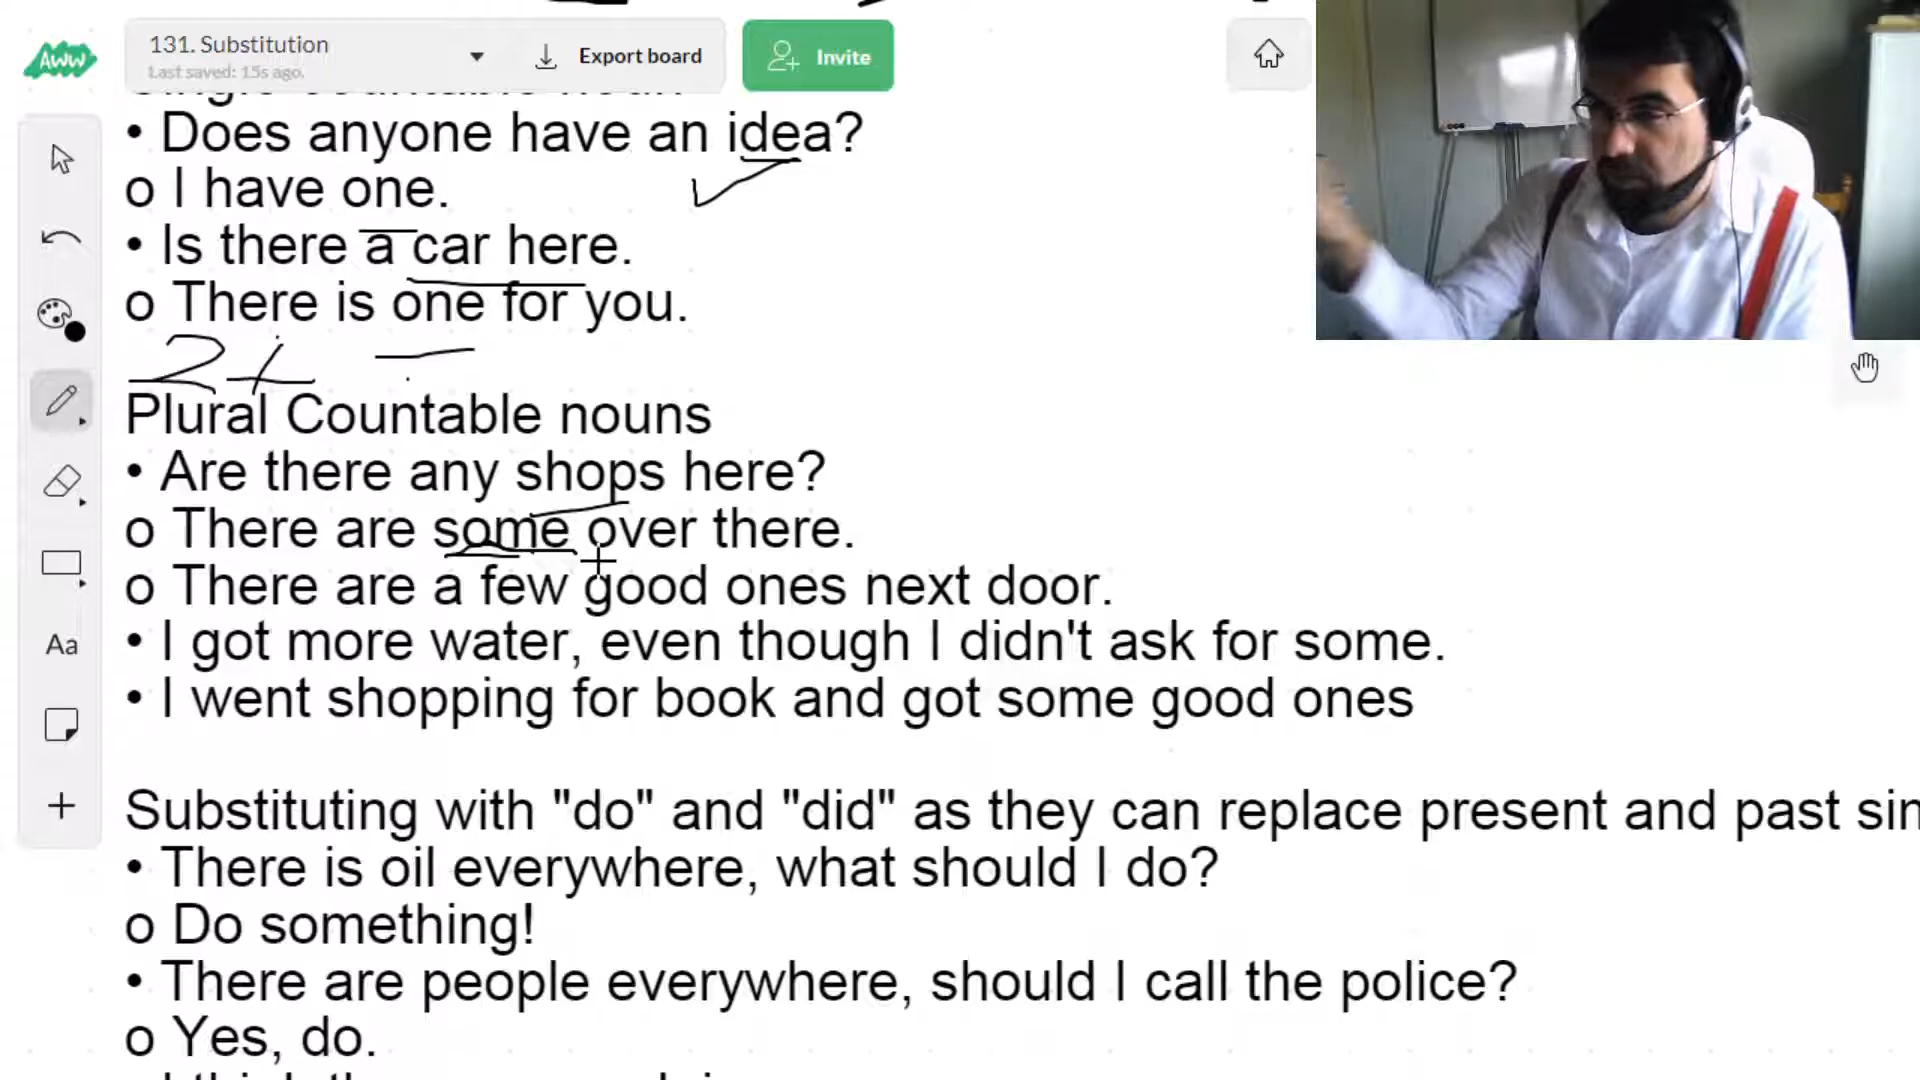 AWW
131. Substitution
Last saved: 15s ago.
Export board
Invite
• Does anyone have an idea?
o I have one.
• Is there a car here.
o There is one for you.
2+
Plural Countable nouns
• Are there any shops here?
o There are some over there.
o There are a few good ones next door.
• I got more water, even though I didn't ask for some.
• I went shopping for book and got some good ones
Aa
Substituting with "do" and "did" as they can replace present and past sim
• There is oil everywhere, what should I do?
o Do something!
• There are people everywhere, should I call the police?
o Yes, do.